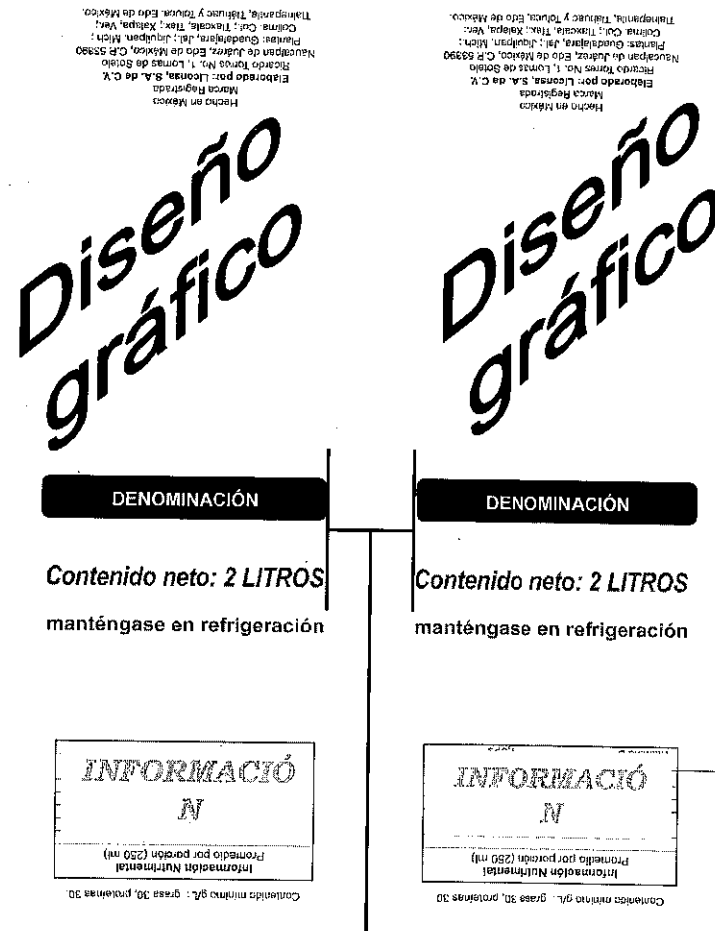 Hecho en México
Marca Registrada
Elaborado por: Liconsa, S.A. de C.V.
Ricardo Torres No. 1, Lomas de Sotelo
Naucalpan de Juárez, Edo de México, C.P. 53390
Plantas: Guadalajara, Jal.; Jiquilpan, Mich.;
Colima. Col.; Tlaxcala, Tlax.; Xalapa, Ver.;
Tlalnepantla, Tláhuac y Toluca, Edo de México.
Diseño
gráfico
DENOMINACIÓN
Contenido neto: 2 LITROS
manténgase en refrigeración
INFORMACIÓ
N
Información Nutrimental
Promedio por porción (250 ml)
Contenido mínimo g/L: grasa 30, proteínas 30.
Hecho en México
Marca Registrada
Elaborado por: Liconsa, S.A. de C.V.
Ricardo Torres No. 1, Lomas de Sotelo
Naucalpan de Juárez, Edo de México, C.P. 53390
Plantas: Guadalajara, Jal.; Jiquilpan, Mich.;
Colima. Col.; Tlaxcala, Tlax.; Xalapa, Ver.
Tlalnepantla, Tláhuac y Toluca, Edo de México.
Diseño
gráfico
DENOMINACIÓN
Contenido neto: 2 LITROS
manténgase en refrigeración
INFORMACIÓ
N
Información Nutrimental
Promedio por porción (250 ml)
Contenido mínimo g/L: grasa 30, proteínas 30